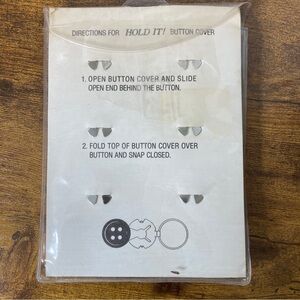 DIRECTIONS FOR HOLD IT! BUTTON COVER
1. OPEN BUTTON COVER AND SLIDE
OPEN END BEHIND THE BUTTON.
2. FOLD TOP OF BUTTON COVER OVER
BUTTON AND SNAP CLOSED.